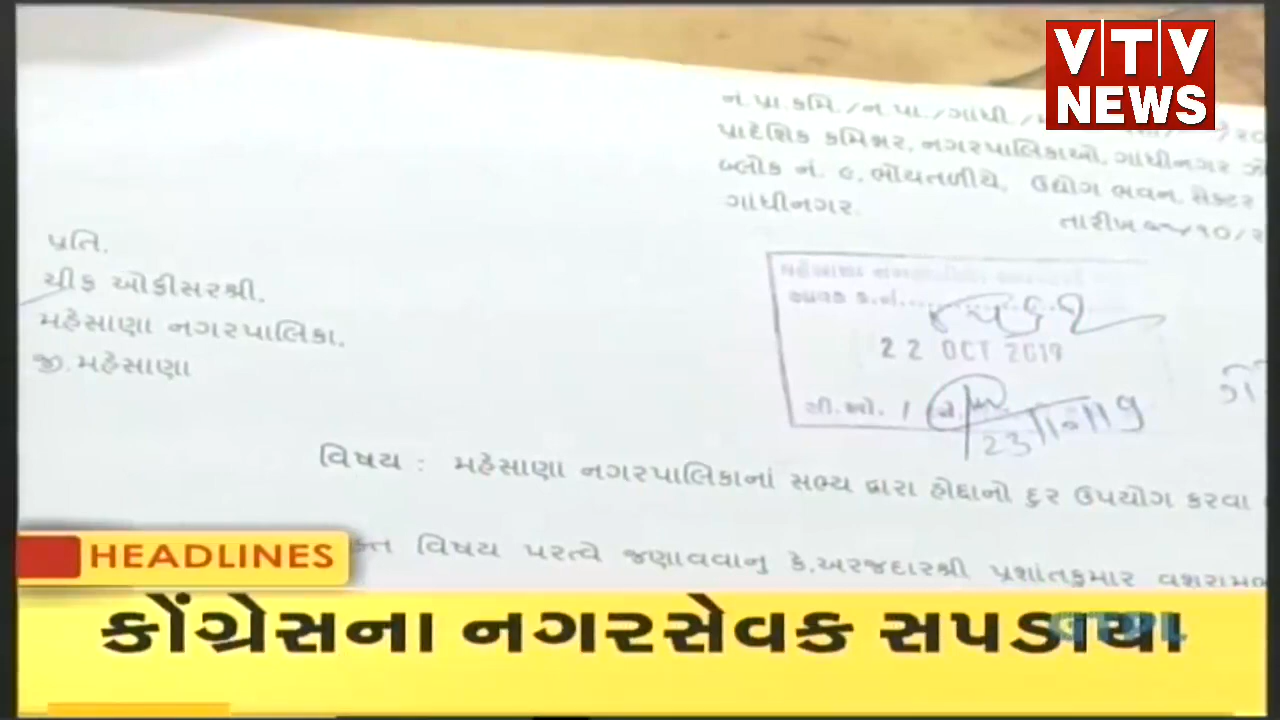 VTV
NEWS
ન.પ્રા.કમિ./ન.પા./ગાંધી./
પ્રાદેશિક કમિશ્નર, નગરપાલિકાઓ, ગાંધીનગર
બ્લોક નં. ૯, ભોંયતળીયે, ઉદ્યોગ ભવન, સેક્ટર
ગાંધીનગર.
તારીખ
પ્રતિ,
ચીફ ઓફીસરશ્રી,
મહેસાણા નગરપાલિકા,
જી.મહેસાણા
22 OCT 2019
સી.ઓ.
23/10/19
વિષય : મહેસાણા નગરપાલિકાનાં સભ્ય દ્વારા હોદ્દાનો દુર ઉપયોગ કરવા
વિષય પરત્વે જણાવવાનુ કે,અરજદારશ્રી પ્રશાંતકુમાર
HEADLINES
કોંગ્રેસના નગરસેવક સપડાયા
GTPL